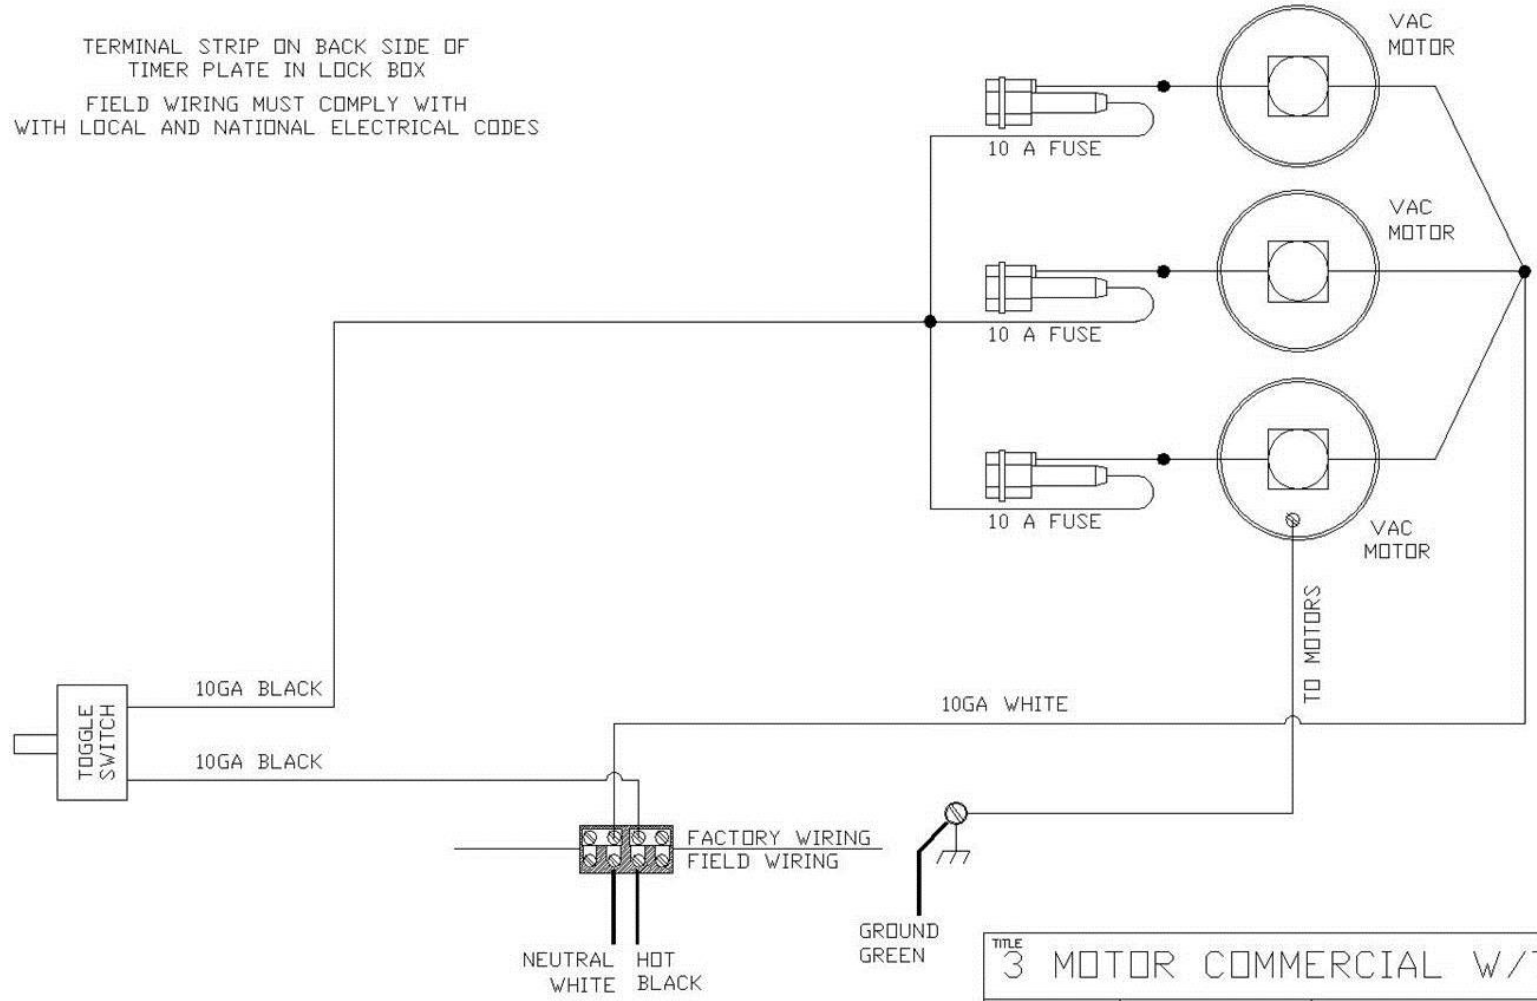 TERMINAL STRIP ON BACK SIDE OF
TIMER PLATE IN LOCK BOX
FIELD WIRING MUST COMPLY WITH
WITH LOCAL AND NATIONAL ELECTRICAL CODES
VAC
MOTOR
10 A FUSE
VAC
MOTOR
10 A FUSE
VAC
MOTOR
10 A FUSE
TO MOTORS
10GA BLACK
TOGGLE
SWITCH
10GA WHITE
10GA BLACK
FACTORY WIRING
FIELD WIRING
NEUTRAL
WHITE
HOT
BLACK
GROUND
GREEN
TITLE
3 MOTOR COMMERCIAL W/